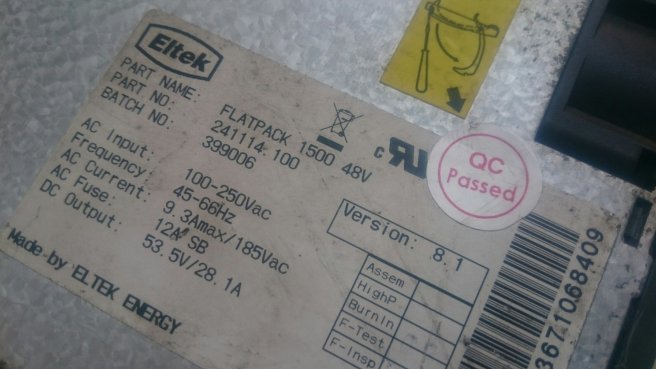 Eltek
PART NAME: FLATPACK 1500 48V
PART NO: 241114.100
BATCH NO: 399006
AC Input: 100-250Vac
Frequency: 45-66Hz
AC Current: 9.3Amax/185Vac
AC Fuse: 12A SB
DC Output: 53.5V/28.1A
Made by ELTEK ENERGY
QC
Passed
Version: 8.1
Assem
HighP
BurnIn
F-Test
F-Insp
3671068409